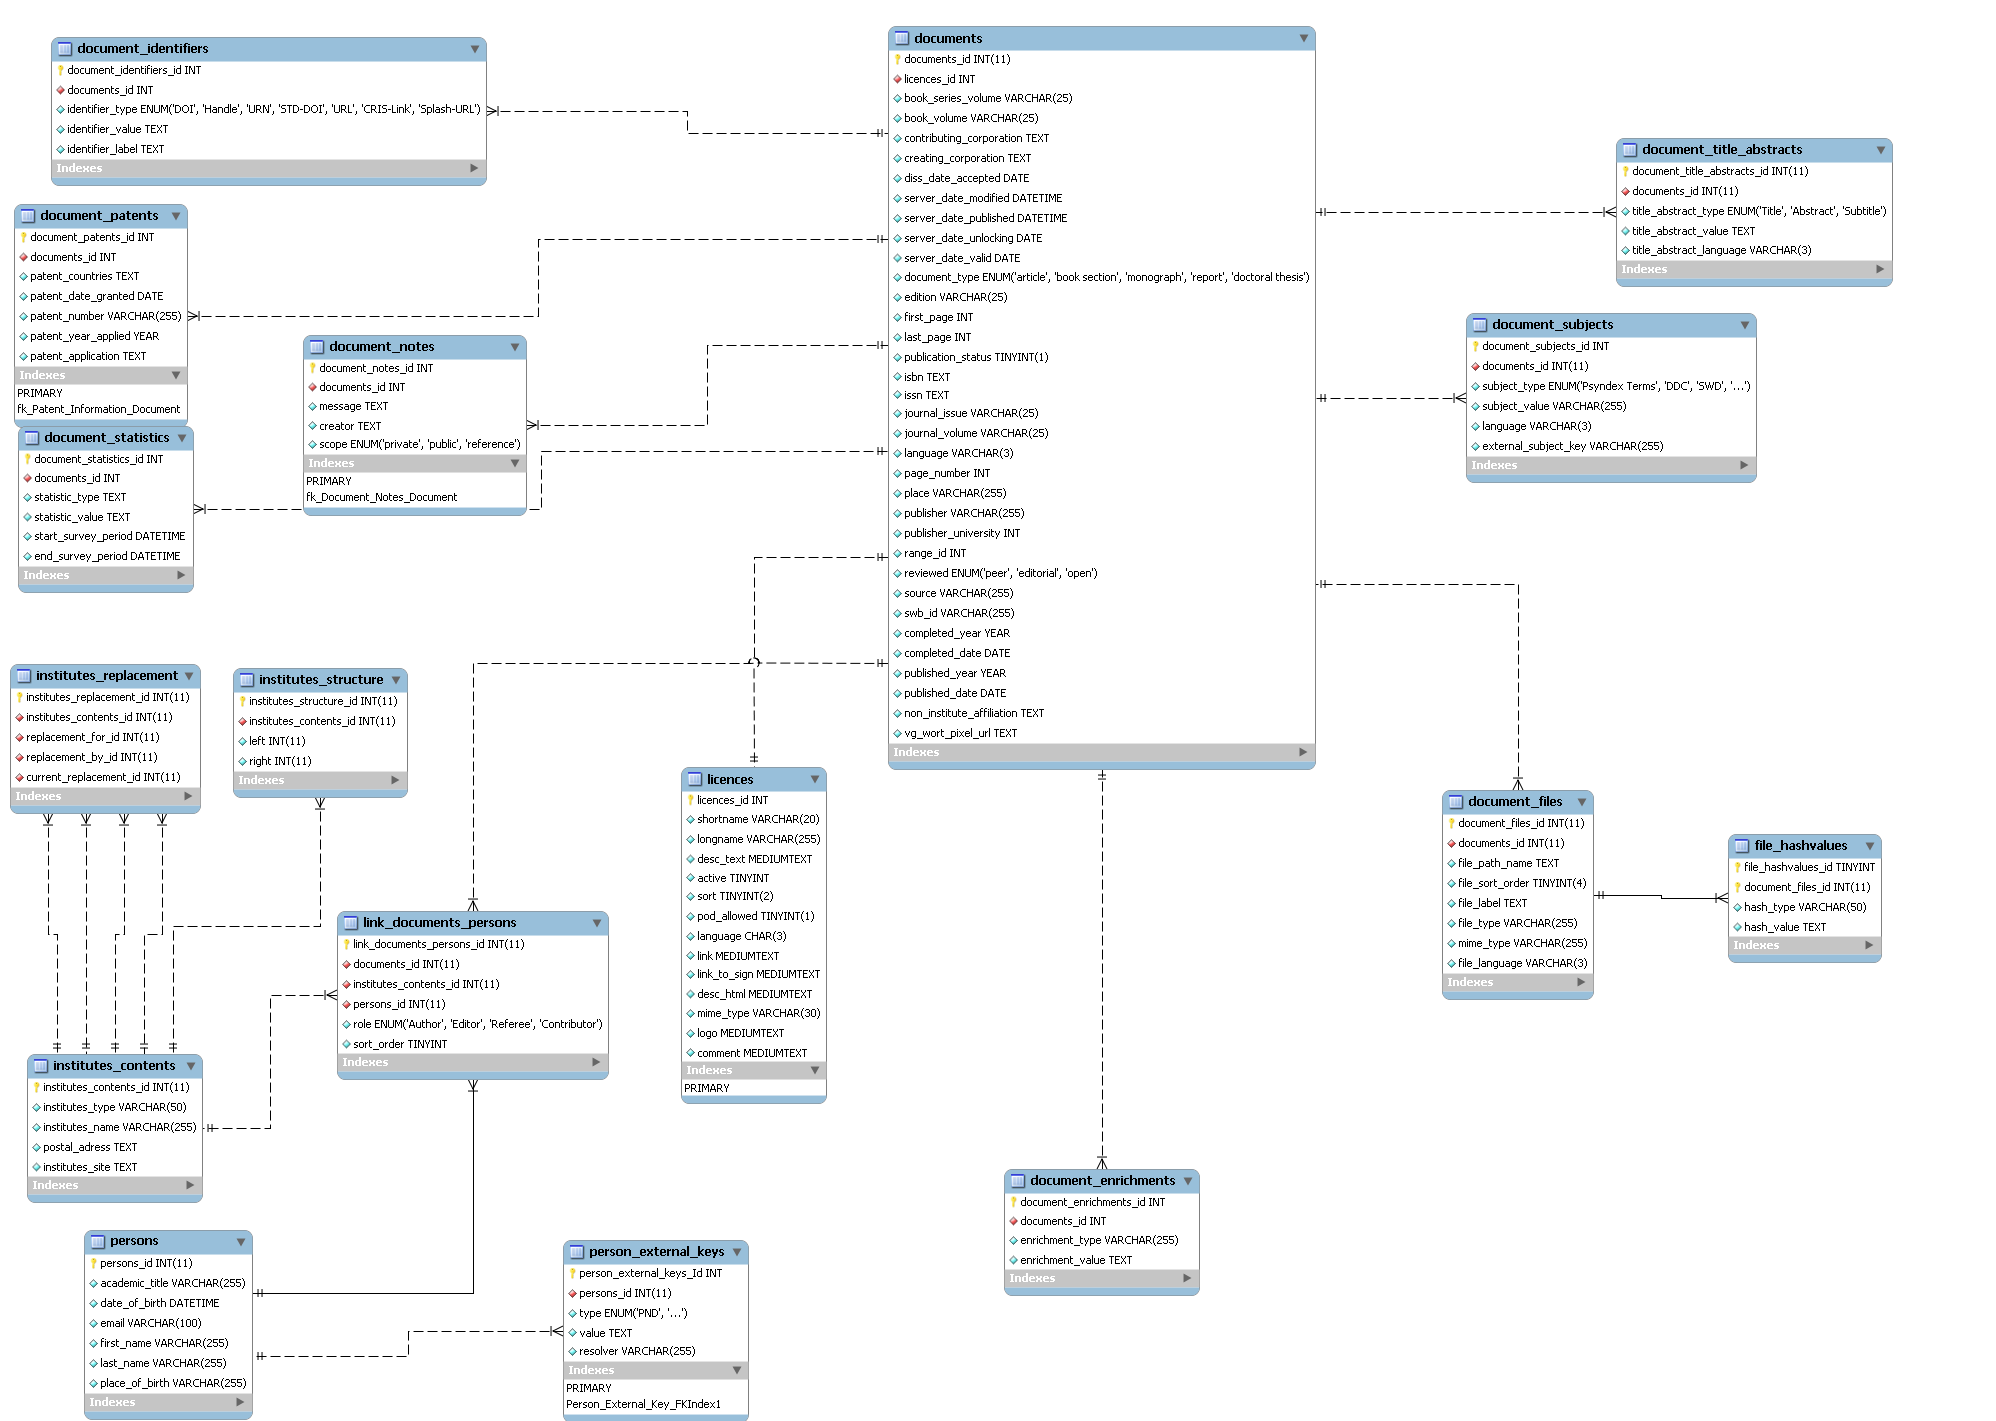 document_identifiers
document_identifiers_id INT
documents_id INT
identifier_type ENUM('DOI', 'Handle', 'URN', 'STD-DOI', 'URL', 'CRIS-Link', 'Splash-URL')
identifier_value TEXT
identifier_label TEXT
Indexes
document_patents
document_patents_id INT
documents_id INT
patent_countries TEXT
patent_date_granted DATE
patent_number VARCHAR(255)
patent_year_applied YEAR
patent_application TEXT
Indexes
PRIMARY
fk_Patent_Information_Document
document_notes
document_notes_id INT
documents_id INT
message TEXT
creator TEXT
scope ENUM('private', 'public', 'reference')
Indexes
PRIMARY
fk_Document_Notes_Document
document_statistics
document_statistics_id INT
documents_id INT
statistic_type TEXT
statistic_value TEXT
start_survey_period DATETIME
end_survey_period DATETIME
Indexes
documents
documents_id INT(11)
licences_id INT
book_series_volume VARCHAR(25)
book_volume VARCHAR(25)
contributing_corporation TEXT
creating_corporation TEXT
diss_date_accepted DATE
server_date_modified DATETIME
server_date_published DATETIME
server_date_unlocking DATE
server_date_valid DATE
document_type ENUM('article', 'book section', 'monograph', 'report', 'doctoral thesis')
edition VARCHAR(25)
first_page INT
last_page INT
publication_status TINYINT(1)
isbn TEXT
issn TEXT
journal_issue VARCHAR(25)
journal_volume VARCHAR(25)
language VARCHAR(3)
page_number INT
place VARCHAR(255)
publisher VARCHAR(255)
publisher_university INT
range_id INT
reviewed ENUM('peer', 'editorial', 'open')
source VARCHAR(255)
swb_id VARCHAR(255)
completed_year YEAR
completed_date DATE
published_year YEAR
published_date DATE
non_institute_affiliation TEXT
vg_wort_pixel_url TEXT
Indexes
document_title_abstracts
document_title_abstracts_id INT(11)
documents_id INT(11)
title_abstract_type ENUM('Title', 'Abstract', 'Subtitle')
title_abstract_value TEXT
title_abstract_language VARCHAR(3)
Indexes
document_subjects
document_subjects_id INT
documents_id INT(11)
subject_type ENUM('Psyndex Terms', 'DDC', 'SWD', '...')
subject_value VARCHAR(255)
language VARCHAR(3)
external_subject_key VARCHAR(255)
Indexes
institutes_replacement
institutes_replacement_id INT(11)
institutes_contents_id INT(11)
replacement_for_id INT(11)
replacement_by_id INT(11)
current_replacement_id INT(11)
Indexes
institutes_structure
institutes_structure_id INT(11)
institutes_contents_id INT(11)
left INT(11)
right INT(11)
Indexes
licences
licences_id INT
shortname VARCHAR(20)
longname VARCHAR(255)
desc_text MEDIUMTEXT
active TINYINT
sort TINYINT(2)
pod_allowed TINYINT(1)
language CHAR(3)
link MEDIUMTEXT
link_to_sign MEDIUMTEXT
desc_html MEDIUMTEXT
mime_type VARCHAR(30)
logo MEDIUMTEXT
comment MEDIUMTEXT
Indexes
PRIMARY
document_files
document_files_id INT(11)
documents_id INT(11)
file_path_name TEXT
file_sort_order TINYINT(4)
file_label TEXT
file_type VARCHAR(255)
mime_type VARCHAR(255)
file_language VARCHAR(3)
Indexes
file_hashvalues
file_hashvalues_id TINYINT
document_files_id INT(11)
hash_type VARCHAR(50)
hash_value TEXT
Indexes
link_documents_persons
link_documents_persons_id INT(11)
documents_id INT(11)
institutes_contents_id INT(11)
persons_id INT(11)
role ENUM('Author', 'Editor', 'Referee', 'Contributor')
sort_order TINYINT
Indexes
institutes_contents
institutes_contents_id INT(11)
institutes_type VARCHAR(50)
institutes_name VARCHAR(255)
postal_adress TEXT
institutes_site TEXT
Indexes
document_enrichments
document_enrichments_id INT
documents_id INT
enrichment_type VARCHAR(255)
enrichment_value TEXT
Indexes
persons
persons_id INT(11)
academic_title VARCHAR(255)
date_of_birth DATETIME
email VARCHAR(100)
first_name VARCHAR(255)
last_name VARCHAR(255)
place_of_birth VARCHAR(255)
Indexes
person_external_keys
person_external_keys_Id INT
persons_id INT(11)
type ENUM('PND', '...')
value TEXT
resolver VARCHAR(255)
Indexes
PRIMARY
Person_External_Key_FKIndex1